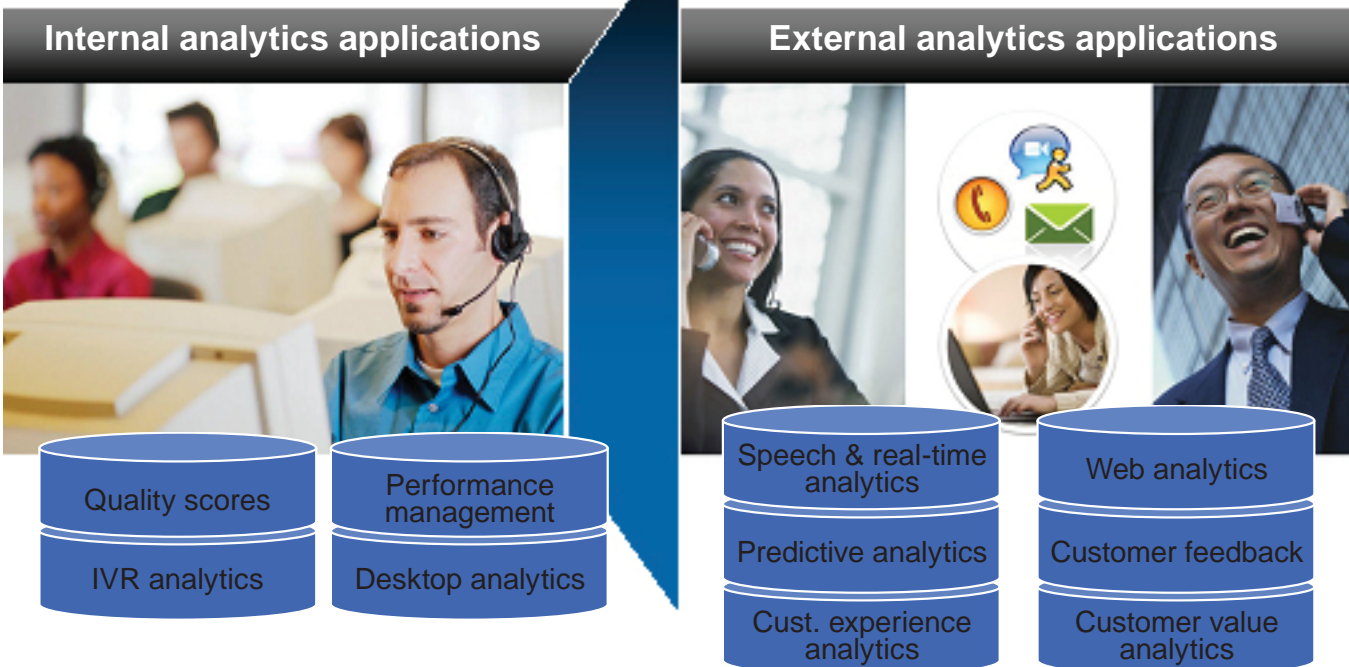 Internal analytics applications
External analytics applications
Quality scores
IVR analytics
Performance
management
Desktop analytics
Speech & real-time
analytics
Predictive analytics
Cust. experience
analytics
Web analytics
Customer feedback
Customer value
analytics